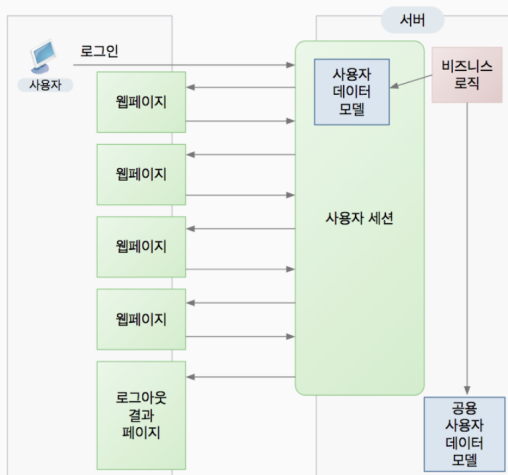 서버
로그인
사용자
사용자
데이터
모델
비즈니스
로직
웹페이지
웹페이지
사용자 세션
웹페이지
웹페이지
로그아웃
결과
페이지
공용
사용자
데이터
모델